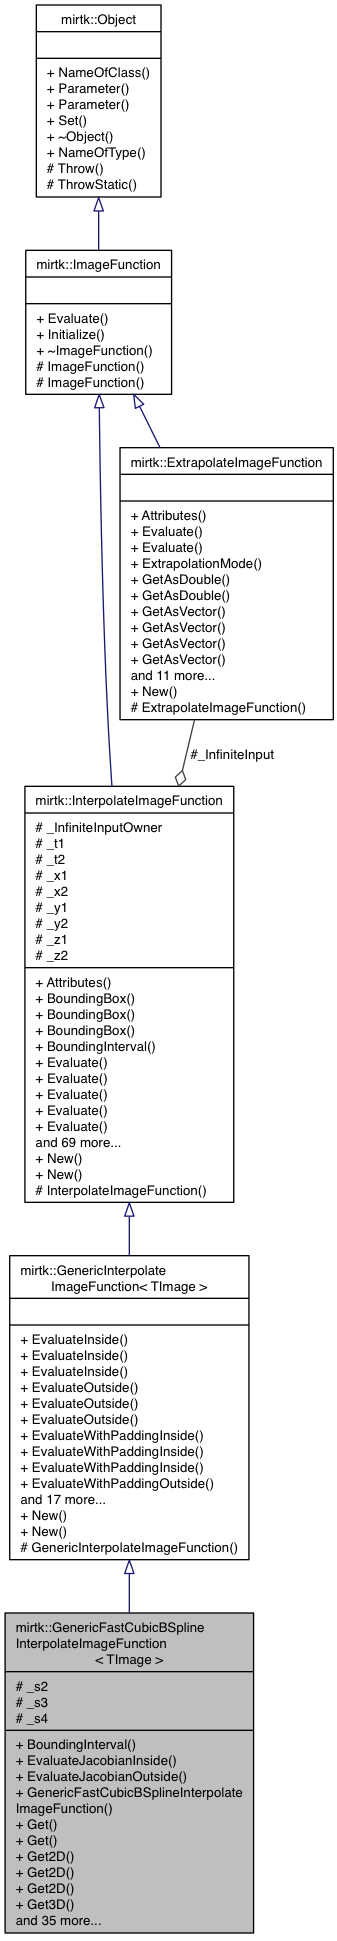 mirtk::Object
+ NameOfClass()
+ Parameter()
+ Parameter()
+ Set()
+ ~Object()
+ NameOfType()
# Throw()
# ThrowStatic()
mirtk::ImageFunction
+ Evaluate()
+ Initialize()
+ ~ImageFunction()
# ImageFunction()
# ImageFunction()
mirtk::ExtrapolateImageFunction
+ Attributes()
+ Evaluate()
+ Evaluate()
+ ExtrapolationMode()
+ GetAsDouble()
+ GetAsDouble()
+ GetAsVector()
+ GetAsVector()
+ GetAsVector()
+ GetAsVector()
and 11 more...
+ New()
# ExtrapolateImageFunction()
#_InfiniteInput
mirtk::InterpolateImageFunction
# _InfiniteInputOwner
# _t1
# _t2
# _x1
# _x2
# _y1
# _y2
# _z1
# _z2
+ Attributes()
+ BoundingBox()
+ BoundingBox()
+ BoundingBox()
+ BoundingInterval()
+ Evaluate()
+ Evaluate()
+ Evaluate()
+ Evaluate()
+ Evaluate()
and 69 more...
+ New()
+ New()
# InterpolateImageFunction()
mirtk::GenericInterpolate
ImageFunction< TImage >
+ EvaluateInside()
+ EvaluateInside()
+ EvaluateInside()
+ EvaluateOutside()
+ EvaluateOutside()
+ EvaluateOutside()
+ EvaluateWithPaddingInside()
+ EvaluateWithPaddingInside()
+ EvaluateWithPaddingInside()
+ EvaluateWithPaddingOutside()
and 17 more...
+ New()
+ New()
# GenericInterpolateImageFunction()
mirtk::GenericFastCubicBSpline
InterpolateImageFunction
< TImage >
# _s2
# _s3
# _s4
+ BoundingInterval()
+ EvaluateJacobianInside()
+ EvaluateJacobianOutside()
+ GenericFastCubicBSplineInterpolate
ImageFunction()
+ Get()
+ Get()
+ Get2D()
+ Get2D()
+ Get2D()
+ Get3D()
and 35 more...